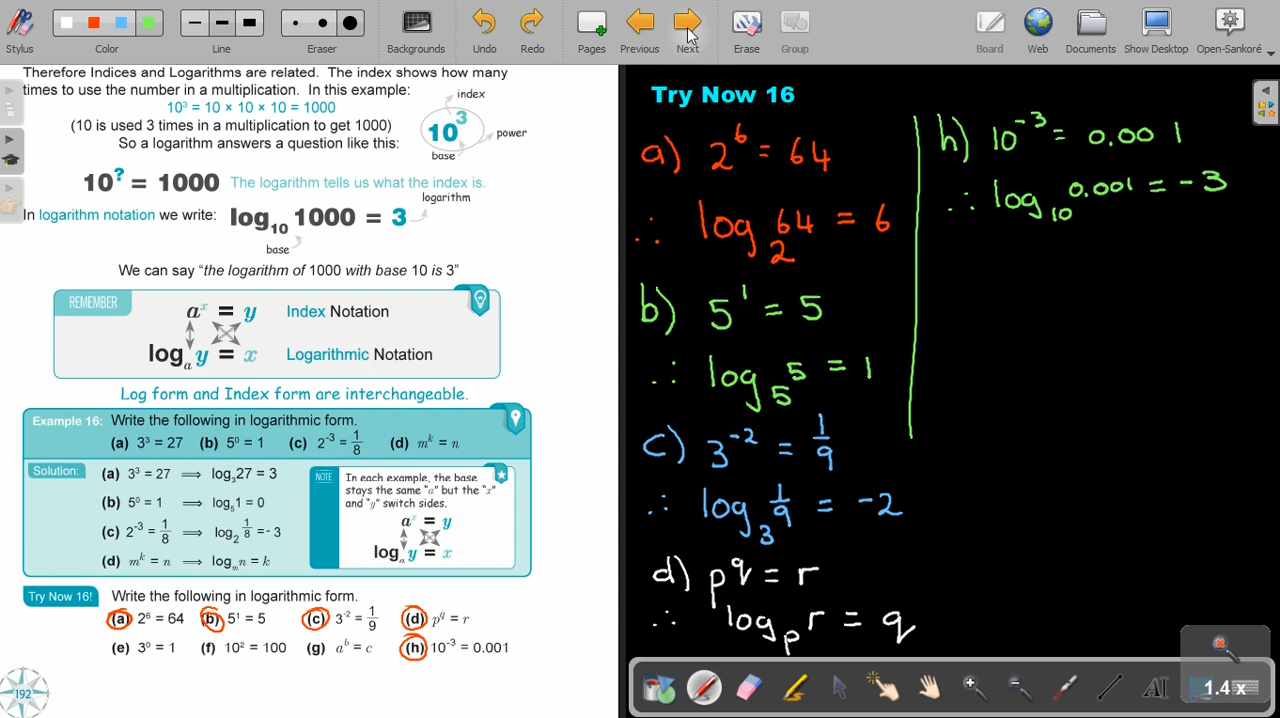 Stylus
Color
Line
Eraser
Backgrounds
Undo
Redo
Pages
Previous
Next
Erase
Group
Board
Web
Documents
Show Desktop
Open-Sankoré
Therefore Indices and Logarithms are related. The index shows how many
times to use the number in a multiplication. In this example:
10³ = 10 × 10 × 10 = 1000
(10 is used 3 times in a multiplication to get 1000)
So a logarithm answers a question like this:
index
10³
power
base
10? = 1000 The logarithm tells us what the index is.
logarithm
In logarithm notation we write: log₁₀ 1000 = 3
base
We can say “the logarithm of 1000 with base 10 is 3”
REMEMBER
aˣ = y Index Notation
logₐ y = x Logarithmic Notation
Log form and Index form are interchangeable.
Example 16: Write the following in logarithmic form.
(a) 3³ = 27 (b) 5⁰ = 1 (c) 2⁻³ = 1/8 (d) mᵏ = n
Solution:
(a) 3³ = 27 ⟹ log₃27 = 3
(b) 5⁰ = 1 ⟹ log₅1 = 0
(c) 2⁻³ = 1/8 ⟹ log₂ 1/8 = -3
(d) mᵏ = n ⟹ logₘ n = k
NOTE
In each example, the base
stays the same “a” but the “x”
and “y” switch sides.
aˣ = y
logₐ y = x
Try Now 16! Write the following in logarithmic form.
(a) 2⁶ = 64 (b) 5¹ = 5 (c) 3⁻² = 1/9 (d) p^q = r
(e) 3⁰ = 1 (f) 10² = 100 (g) aᵇ = c (h) 10⁻³ = 0.001
192
Try Now 16
a) 2⁶ = 64
∴ log₂ 64 = 6
b) 5¹ = 5
∴ log₅ 5 = 1
c) 3⁻² = 1/9
∴ log₃ 1/9 = -2
d) p^q = r
∴ logₚ r = q
h) 10⁻³ = 0.001
∴ log₁₀ 0.001 = -3
1.4 x